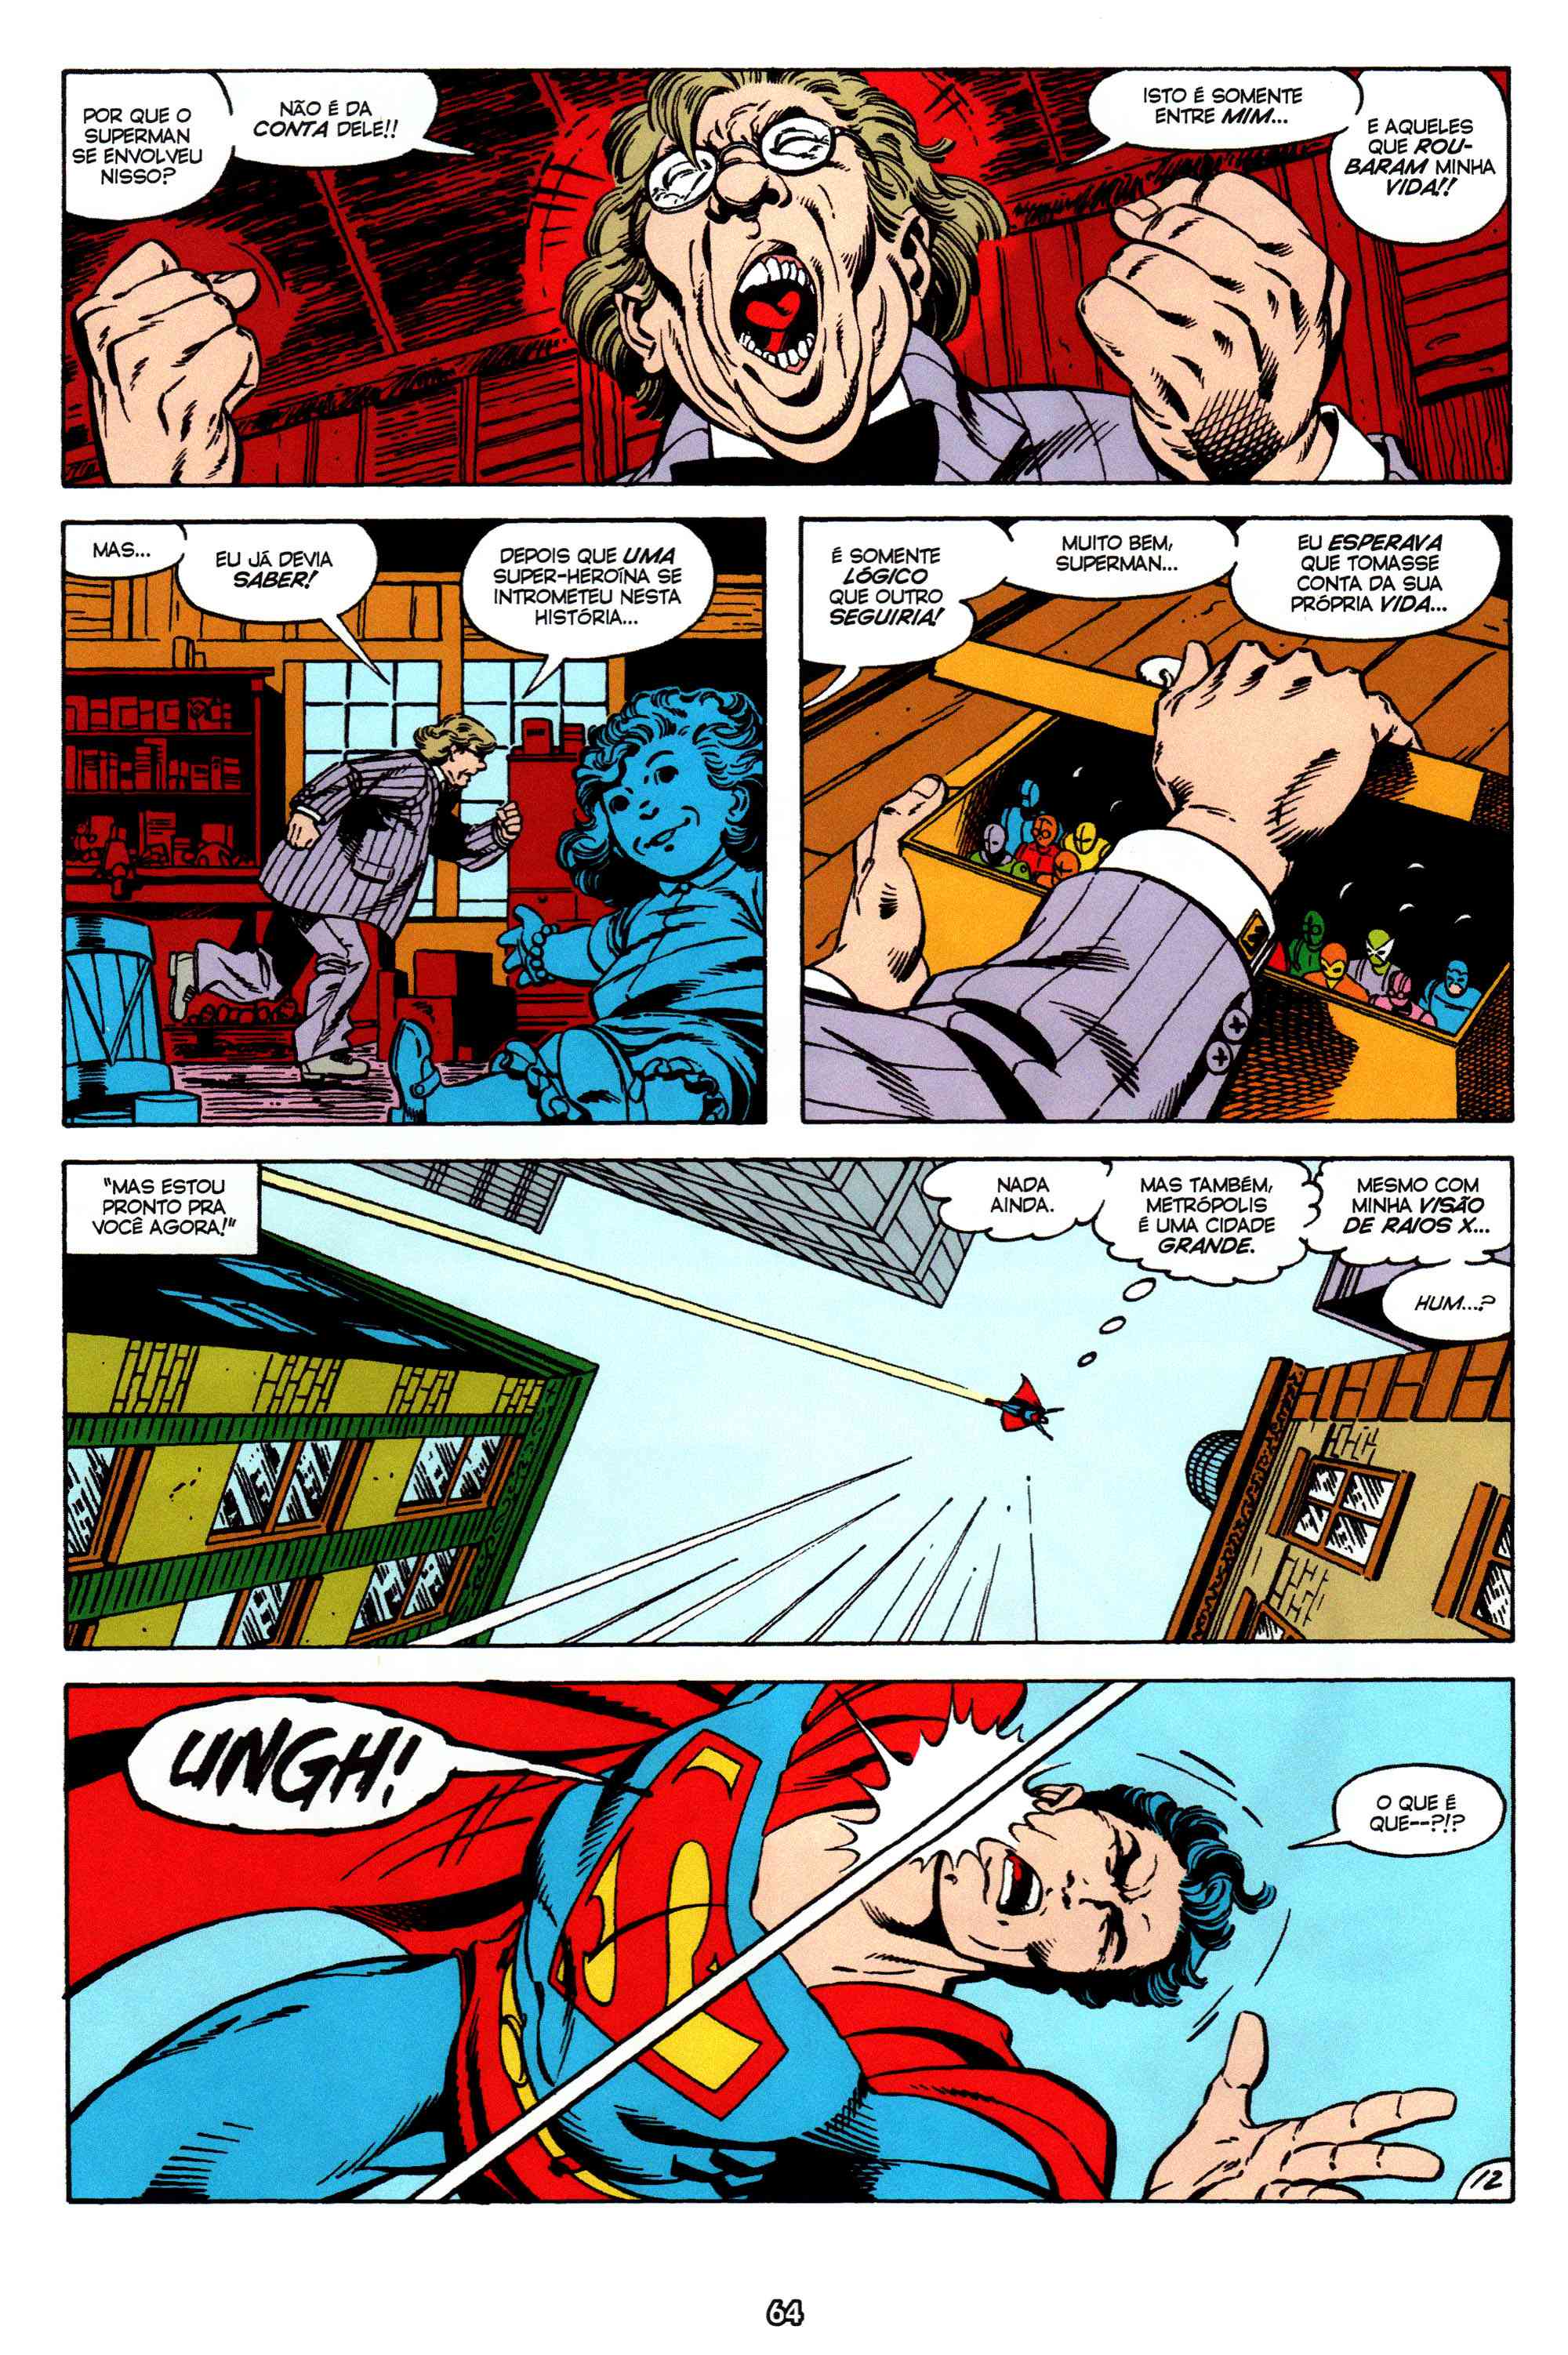 POR QUE O
SUPERMAN
SE ENVOLVEU
NISSO?
NÃO É DA
CONTA DELE!!
ISTO É SOMENTE
ENTRE MIM...
E AQUELES
QUE ROU-
BARAM MINHA
VIDA!!
MAS...
EU JÁ DEVIA
SABER!
DEPOIS QUE UMA
SUPER-HEROÍNA SE
INTROMETEU NESTA
HISTÓRIA...
É SOMENTE
LÓGICO
QUE OUTRO
SEGUIRIA!
MUITO BEM,
SUPERMAN...
EU ESPERAVA
QUE TOMASSE
CONTA DA SUA
PRÓPRIA VIDA...
"MAS ESTOU
PRONTO PRA
VOCÊ AGORA!"
NADA
AINDA.
MAS TAMBÉM,
METRÓPOLIS
É UMA CIDADE
GRANDE.
MESMO COM
MINHA VISÃO
DE RAIOS X...
HUM...?
UNGH!
O QUE É
QUE--?!?
12
64